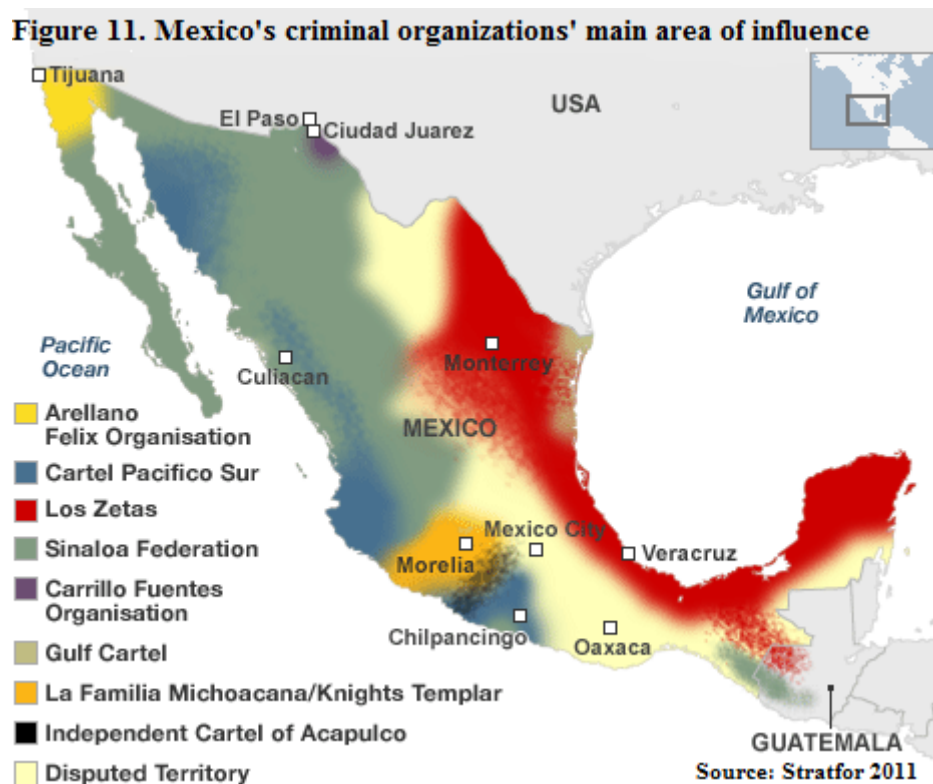 Figure 11. Mexico's criminal organizations' main area of influence
Tijuana
El Paso
Ciudad Juarez
USA
Gulf of
Mexico
Pacific
Ocean
Culiacan
Monterrey
MEXICO
Arellano
Felix Organisation
Cartel Pacifico Sur
Los Zetas
Sinaloa Federation
Carrillo Fuentes
Organisation
Gulf Cartel
La Familia Michoacana/Knights Templar
Independent Cartel of Acapulco
Disputed Territory
Mexico City
Morelia
Veracruz
Chilpancingo
Oaxaca
GUATEMALA
Source: Stratfor 2011